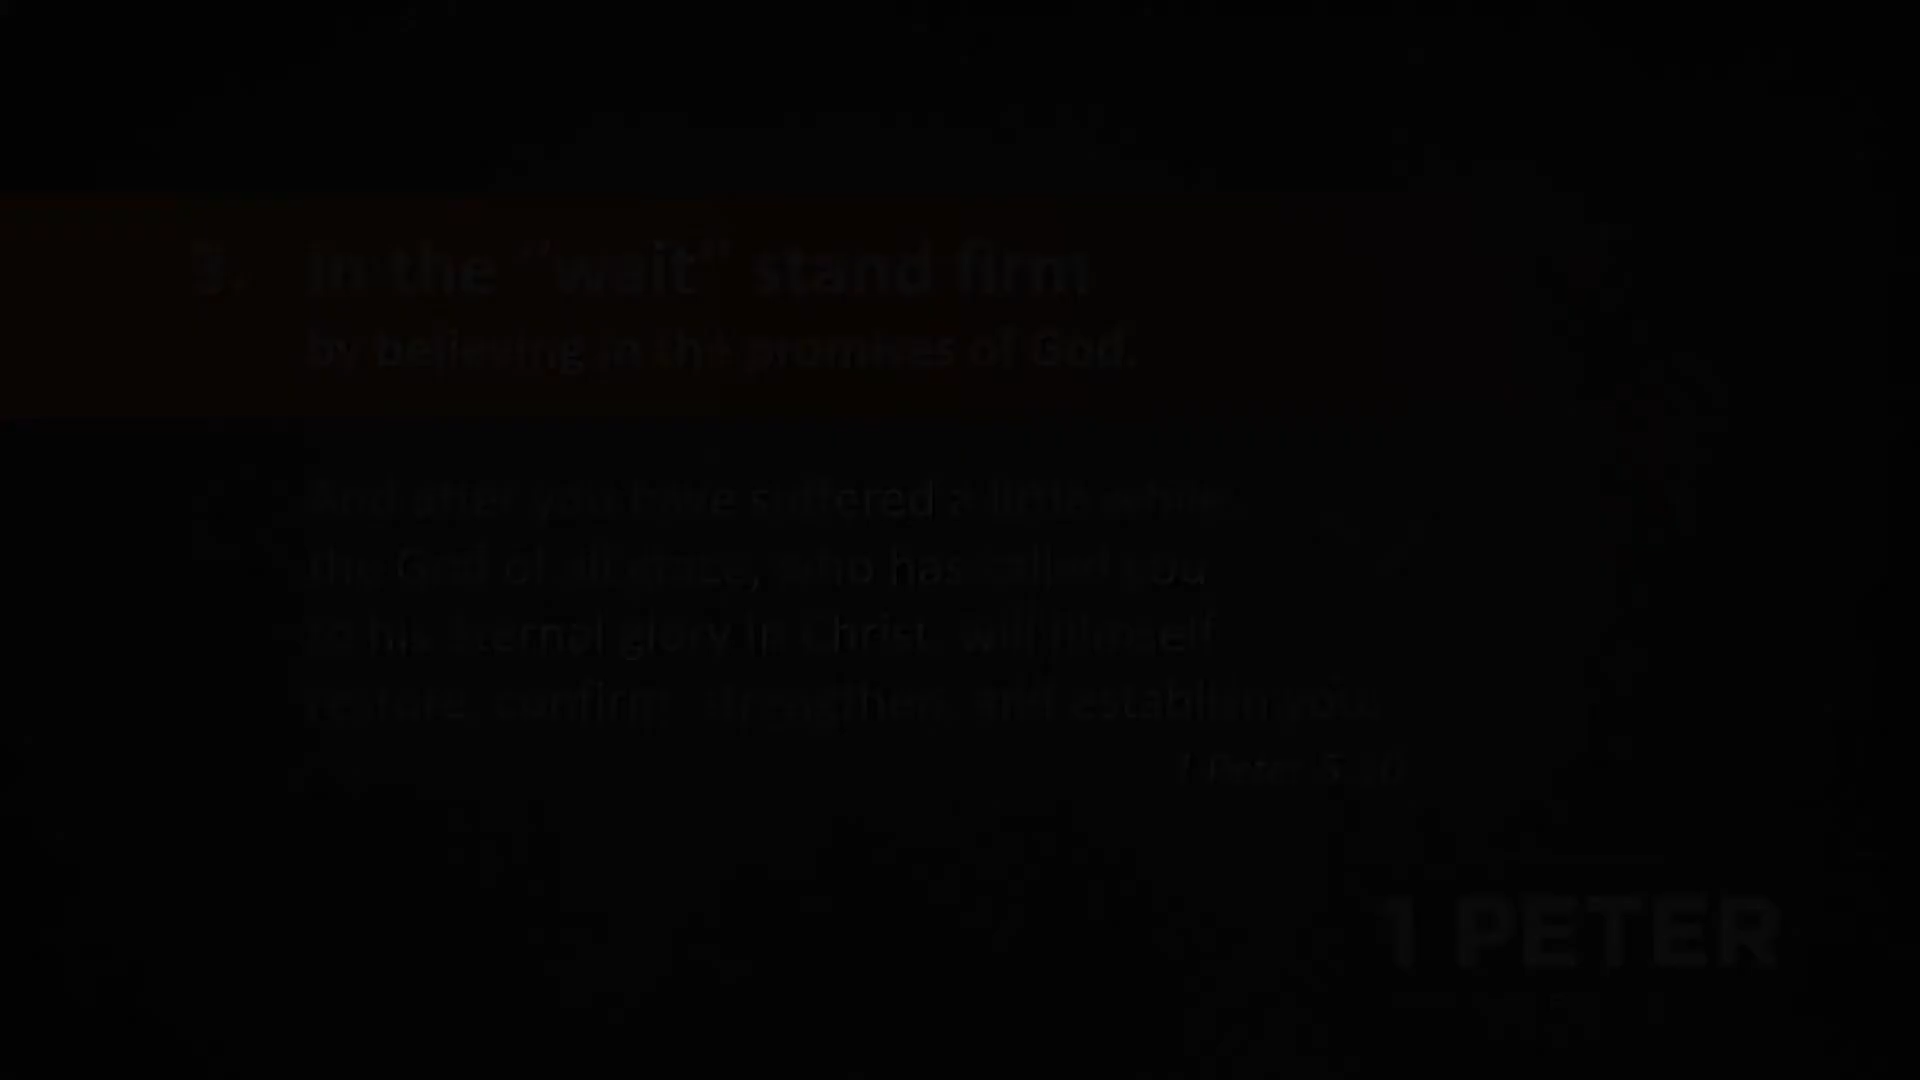 3. In the "wait" stand firm
by believing in the promises of God.
And after you have suffered a little while,
the God of all grace, who has called you
to his eternal glory in Christ, will himself
restore, confirm, strengthen, and establish you.
1 Peter 5:10
1 PETER